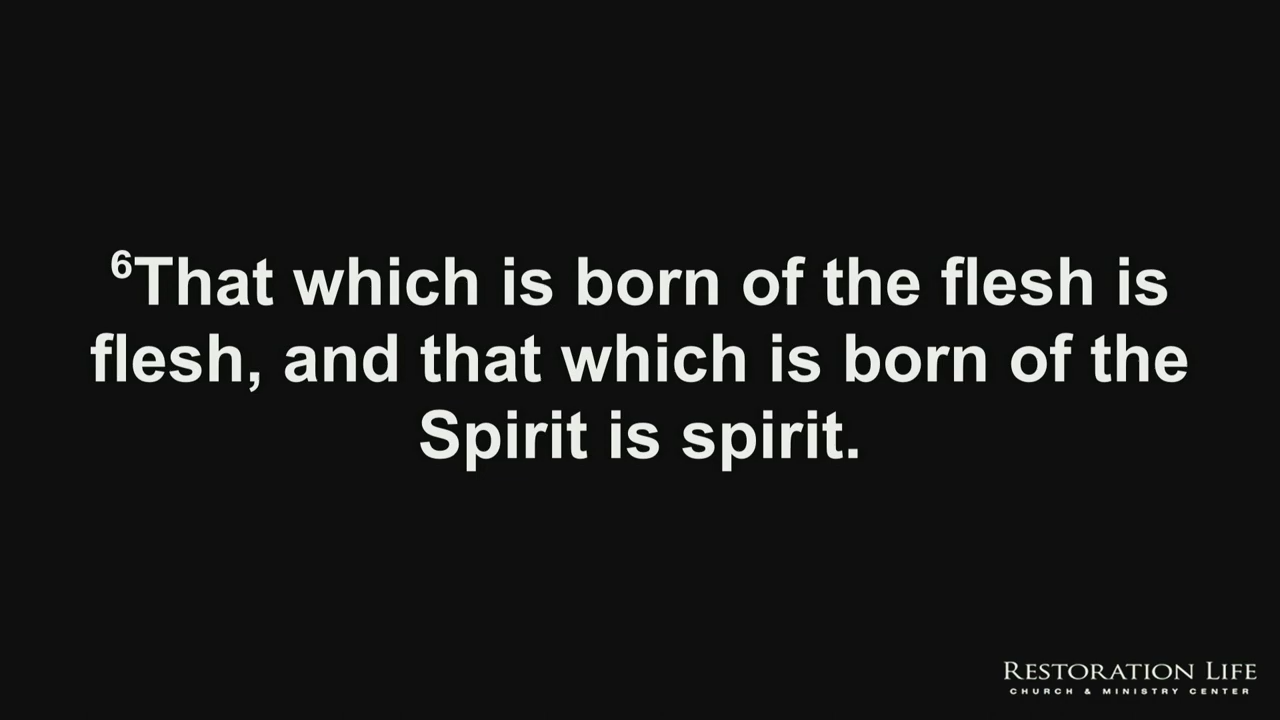 ⁶That which is born of the flesh is
flesh, and that which is born of the
Spirit is spirit.
RESTORATION LIFE
CHURCH & MINISTRY CENTER